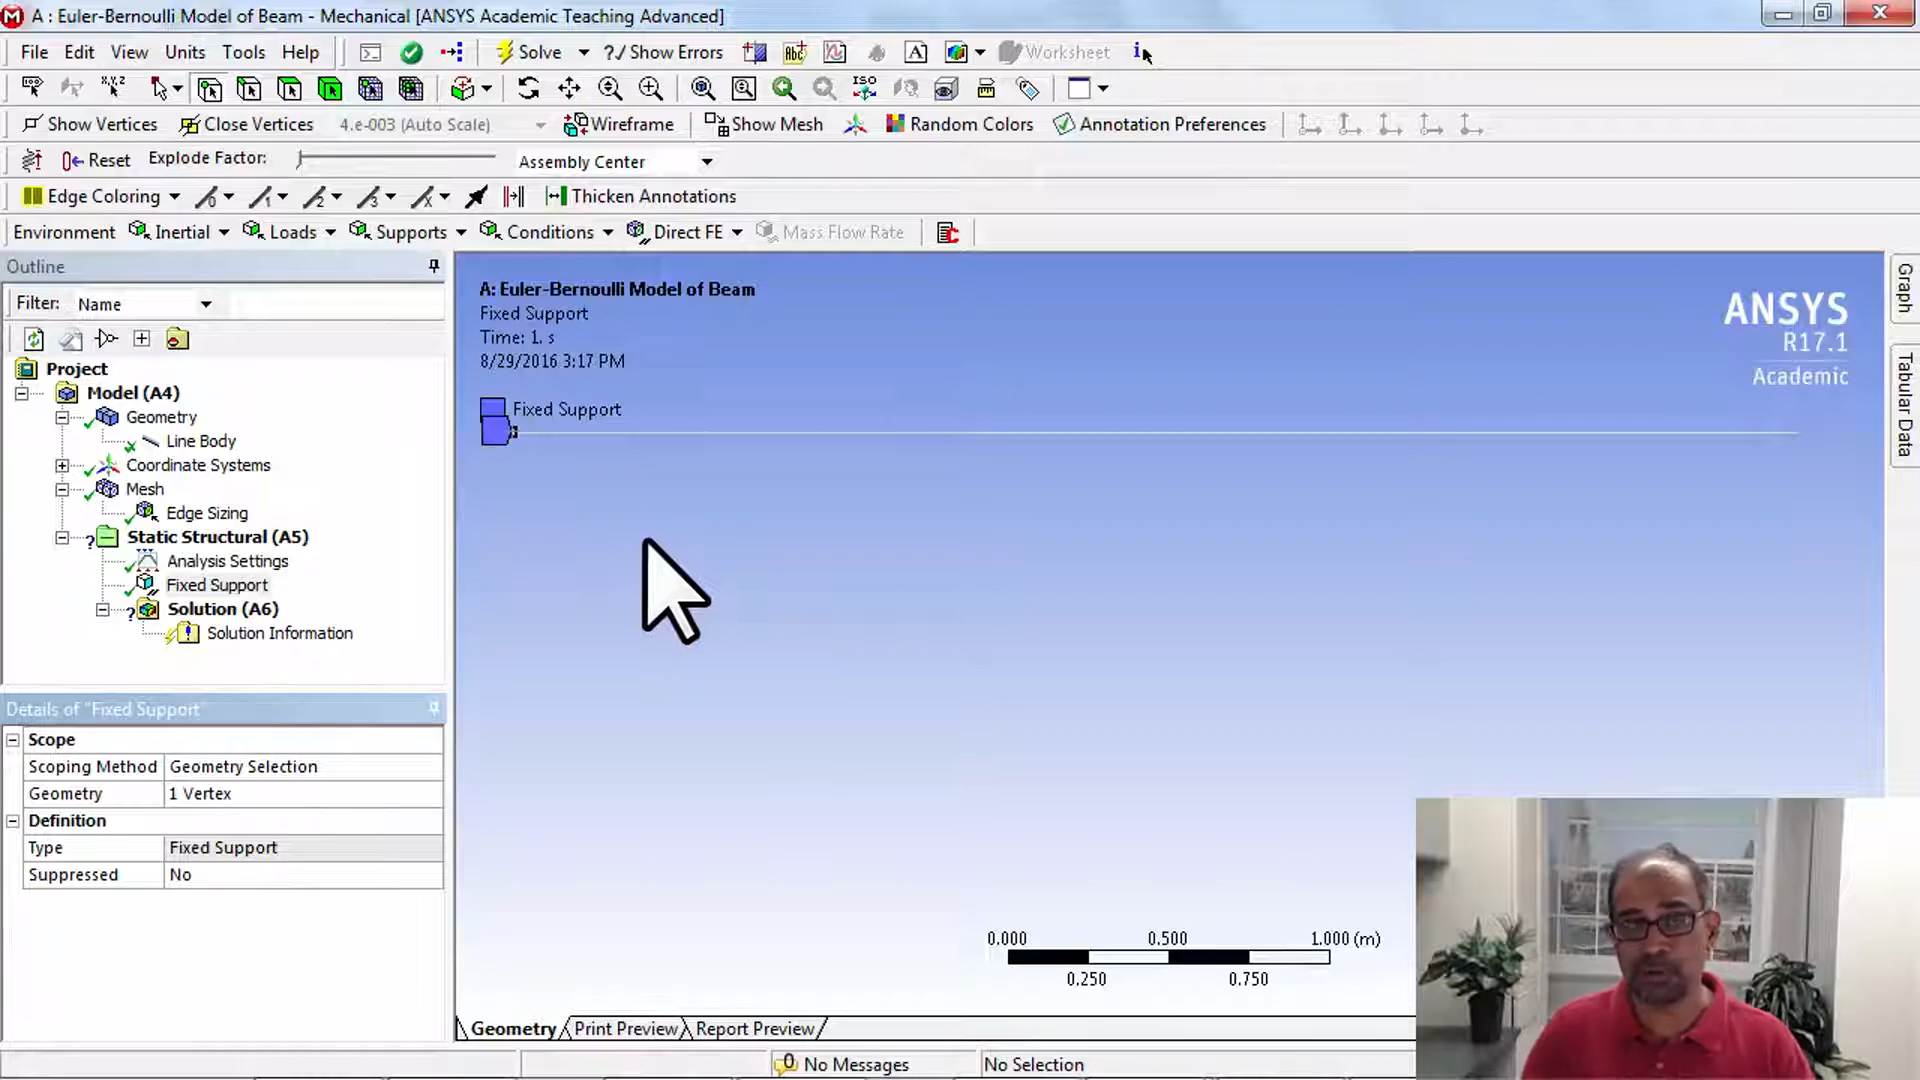 A : Euler-Bernoulli Model of Beam - Mechanical [ANSYS Academic Teaching Advanced]
File Edit View Units Tools Help Solve ?/ Show Errors Worksheet
Show Vertices Close Vertices 4.e-003 (Auto Scale) Wireframe Show Mesh Random Colors Annotation Preferences
Reset Explode Factor: Assembly Center
Edge Coloring Thicken Annotations
Environment Inertial Loads Supports Conditions Direct FE Mass Flow Rate
Outline
Filter: Name
Project
Model (A4)
Geometry
Line Body
Coordinate Systems
Mesh
Edge Sizing
Static Structural (A5)
Analysis Settings
Fixed Support
Solution (A6)
Solution Information
Details of "Fixed Support"
Scope
Scoping Method Geometry Selection
Geometry 1 Vertex
Definition
Type Fixed Support
Suppressed No
A: Euler-Bernoulli Model of Beam
Fixed Support
Time: 1. s
8/29/2016 3:17 PM
Fixed Support
ANSYS
R17.1
Academic
Graph
Tabular Data
0.000 0.500 1.000 (m)
0.250 0.750
Geometry Print Preview Report Preview
0 No Messages No Selection